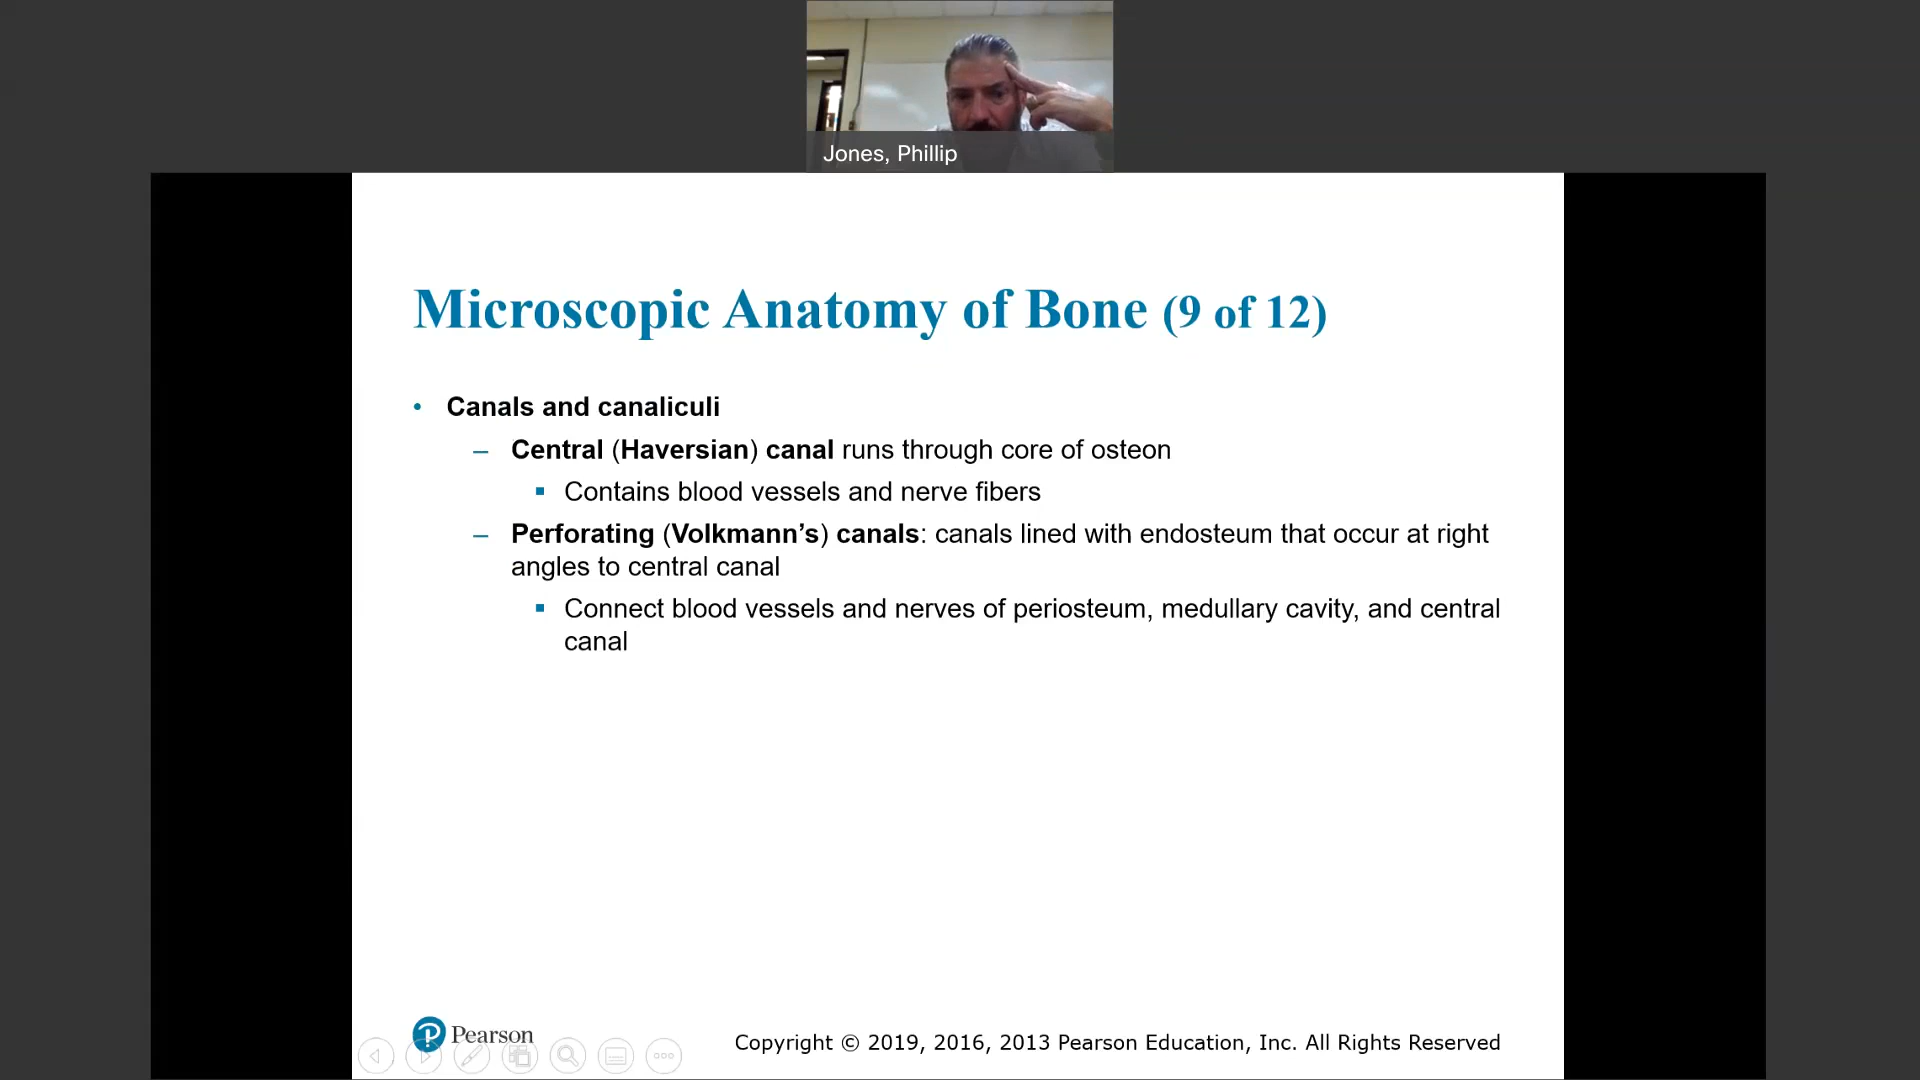 Jones, Phillip
Microscopic Anatomy of Bone (9 of 12)
• Canals and canaliculi
– Central (Haversian) canal runs through core of osteon
▪ Contains blood vessels and nerve fibers
– Perforating (Volkmann’s) canals: canals lined with endosteum that occur at right
angles to central canal
▪ Connect blood vessels and nerves of periosteum, medullary cavity, and central
canal
Pearson
Copyright © 2019, 2016, 2013 Pearson Education, Inc. All Rights Reserved